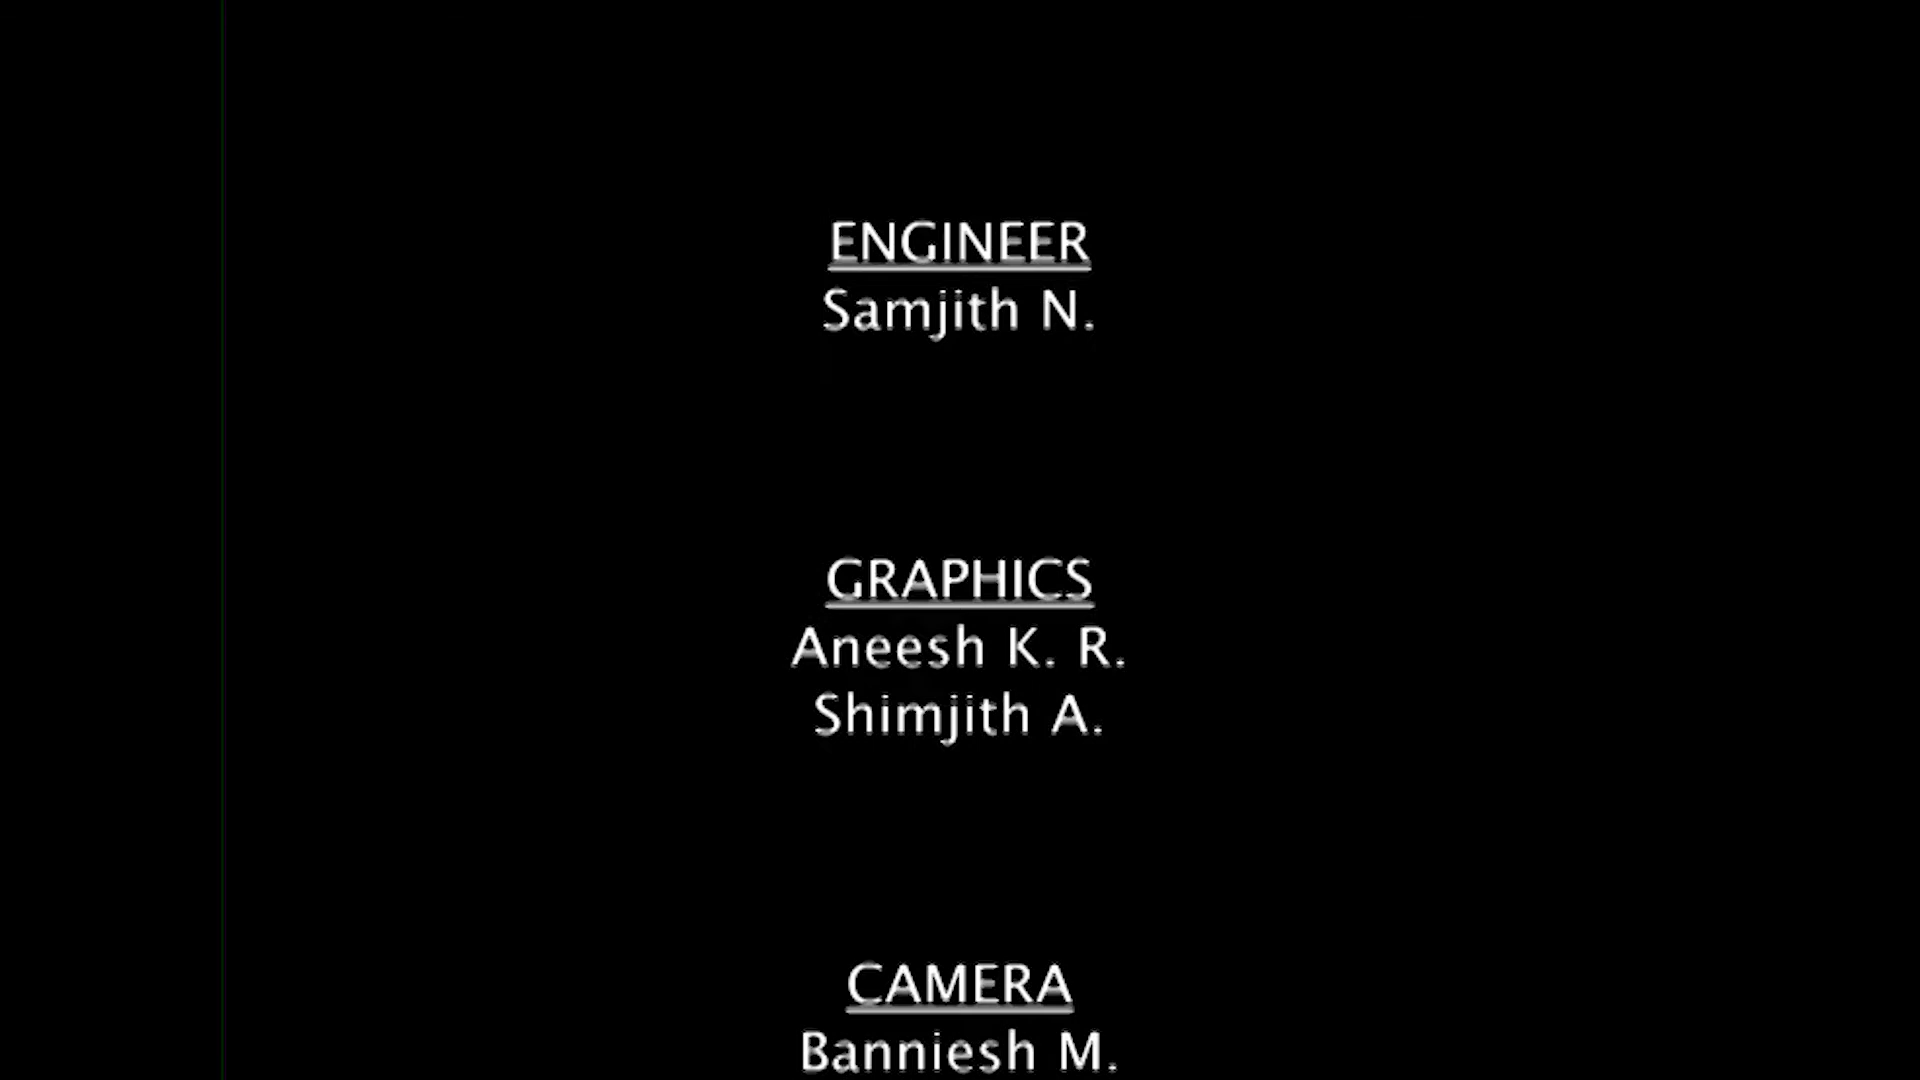 ENGINEER
Samjith N.
GRAPHICS
Aneesh K. R.
Shimjith A.
CAMERA
Banniesh M.